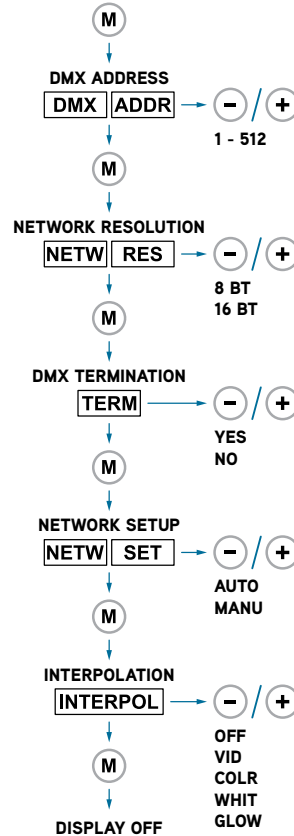 M
DMX ADDRESS
DMX ADDR - / +
1 - 512
M
NETWORK RESOLUTION
NETW RES - / +
8 BT
16 BT
M
DMX TERMINATION
TERM - / +
YES
NO
M
NETWORK SETUP
NETW SET - / +
AUTO
MANU
M
INTERPOLATION
INTERPOL - / +
OFF
VID
COLR
WHIT
GLOW
M
DISPLAY OFF